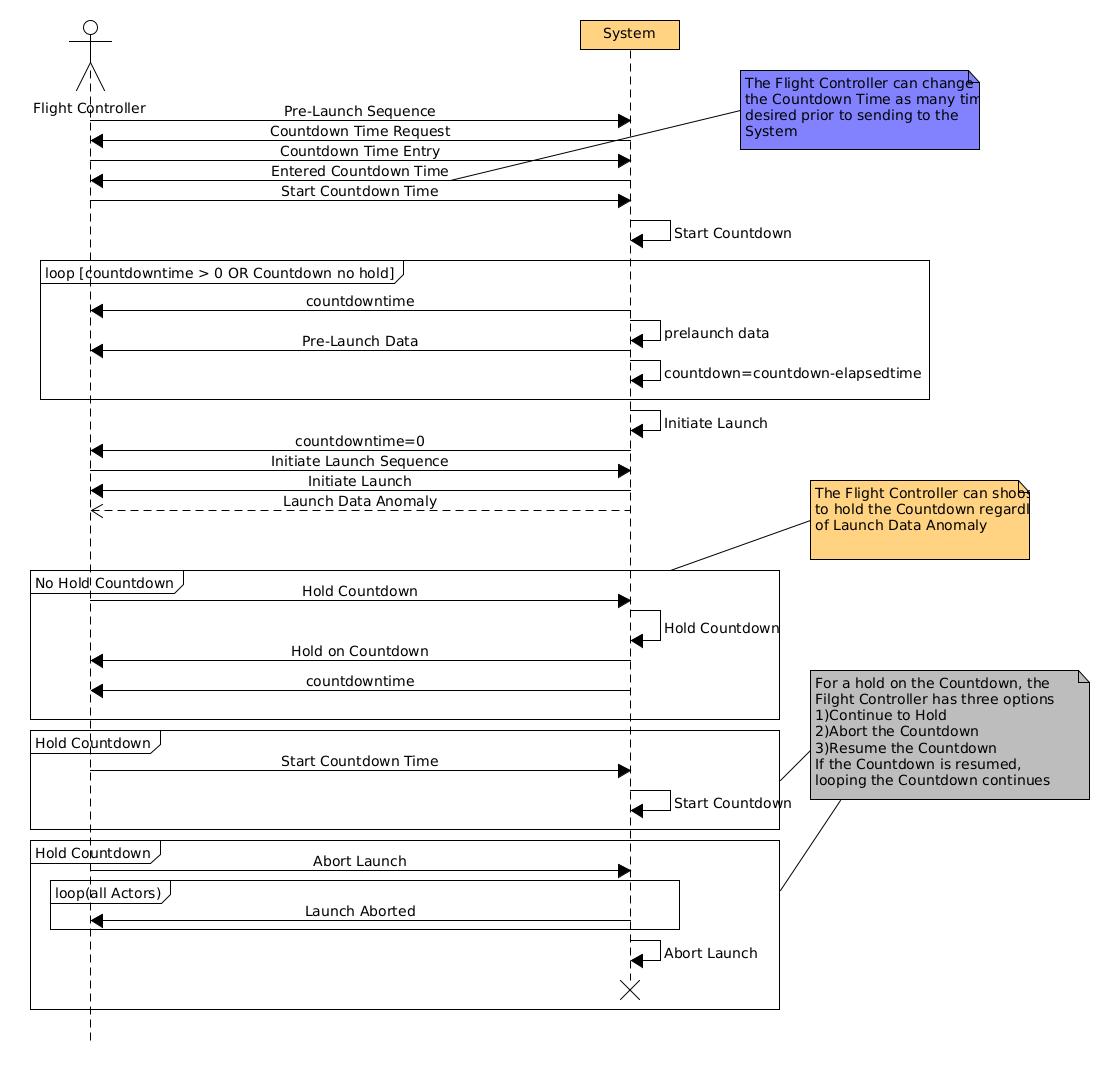 System
Flight Controller
The Flight Controller can change
the Countdown Time as many tim
desired prior to sending to the
System
Pre-Launch Sequence
Countdown Time Request
Countdown Time Entry
Entered Countdown Time
Start Countdown Time
Start Countdown
loop [countdowntime > 0 OR Countdown no hold]
countdowntime
prelaunch data
Pre-Launch Data
countdown=countdown-elapsedtime
Initiate Launch
countdowntime=0
Initiate Launch Sequence
Initiate Launch
Launch Data Anomaly
The Flight Controller can shoos
to hold the Countdown regardl
of Launch Data Anomaly
No Hold Countdown
Hold Countdown
Hold Countdown
Hold on Countdown
countdowntime
For a hold on the Countdown, the
Filght Controller has three options
1)Continue to Hold
2)Abort the Countdown
3)Resume the Countdown
If the Countdown is resumed,
looping the Countdown continues
Hold Countdown
Start Countdown Time
Start Countdown
Hold Countdown
Abort Launch
loop(all Actors)
Launch Aborted
Abort Launch